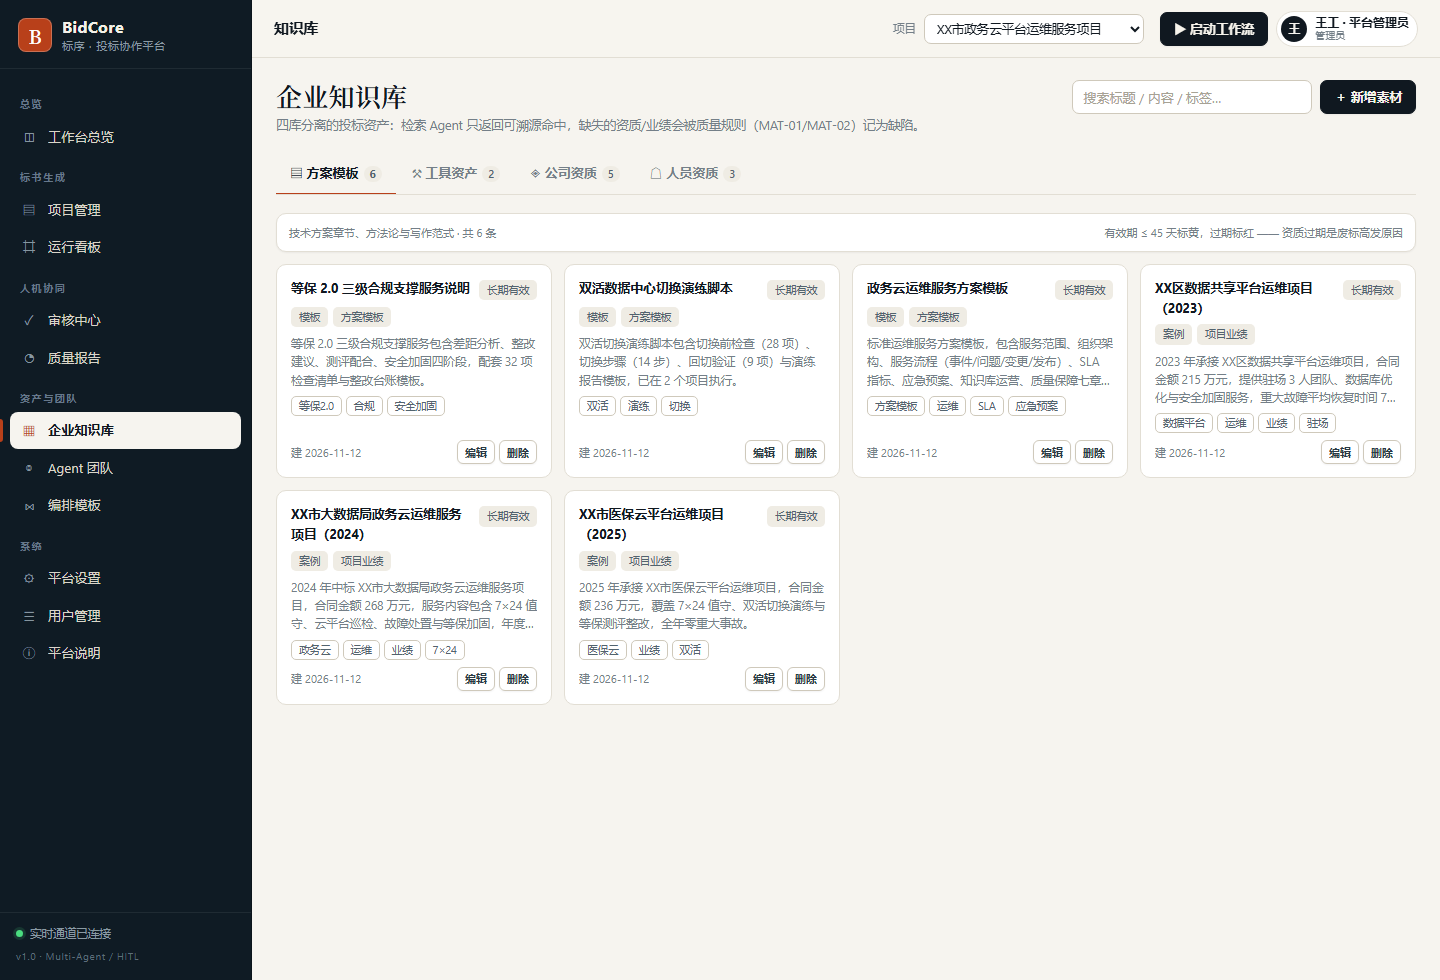 B
BidCore
标序 · 投标协作平台
总览
工作台总览
标书生成
项目管理
运行看板
人机协同
审核中心
质量报告
资产与团队
企业知识库
Agent 团队
编排模板
系统
平台设置
用户管理
平台说明
实时通道已连接
v1.0 · Multi-Agent / HITL
知识库
项目
XX市政务云平台运维服务项目
▶ 启动工作流
王
王工 · 平台管理员
管理员
企业知识库
四库分离的投标资产：检索 Agent 只返回可溯源命中，缺失的资质/业绩会被质量规则（MAT-01/MAT-02）记为缺陷。
搜索标题 / 内容 / 标签...
+ 新增素材
方案模板 6
工具资产 2
公司资质 5
人员资质 3
技术方案章节、方法论与写作范式 · 共 6 条
有效期 ≤ 45 天标黄，过期标红 —— 资质过期是废标高发原因
等保 2.0 三级合规支撑服务说明
长期有效
模板 方案模板
等保 2.0 三级合规支撑服务包含差距分析、整改
建议、测评配合、安全加固四阶段，配套 32 项
检查清单与整改台账模板。
等保2.0 合规 安全加固
建 2026-11-12
编辑 删除
双活数据中心切换演练脚本
长期有效
模板 方案模板
双活切换演练脚本包含切换前检查（28 项）、
切换步骤（14 步）、回切验证（9 项）与演练
报告模板，已在 2 个项目执行。
双活 演练 切换
建 2026-11-12
编辑 删除
政务云运维服务方案模板
长期有效
模板 方案模板
标准运维服务方案模板，包含服务范围、组织架
构、服务流程（事件/问题/变更/发布）、SLA
指标、应急预案、知识库运营、质量保障七章...
方案模板 运维 SLA 应急预案
建 2026-11-12
编辑 删除
XX区数据共享平台运维项目
（2023）
长期有效
案例 项目业绩
2023 年承接 XX区数据共享平台运维项目，合同
金额 215 万元，提供驻场 3 人团队、数据库优
化与安全加固服务，重大故障平均恢复时间 7...
数据平台 运维 业绩 驻场
建 2026-11-12
编辑 删除
XX市大数据局政务云运维服务
项目（2024）
长期有效
案例 项目业绩
2024 年中标 XX市大数据局政务云运维服务项
目，合同金额 268 万元，服务内容包含 7×24 值
守、云平台巡检、故障处置与等保加固，年度...
政务云 运维 业绩 7×24
建 2026-11-12
编辑 删除
XX市医保云平台运维项目
（2025）
长期有效
案例 项目业绩
2025 年承接 XX市医保云平台运维项目，合同金
额 236 万元，覆盖 7×24 值守、双活切换演练与
等保测评整改，全年零重大事故。
医保云 业绩 双活
建 2026-11-12
编辑 删除